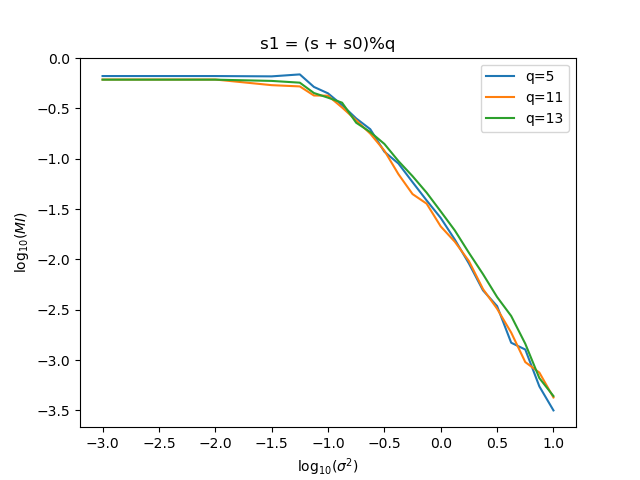 s1 = (s + s0)%q
q=5
q=11
q=13
0.0
−0.5
−1.0
−1.5
−2.0
−2.5
−3.0
−3.5
log₁₀(MI)
−3.0 −2.5 −2.0 −1.5 −1.0 −0.5 0.0 0.5 1.0
log₁₀(σ²)